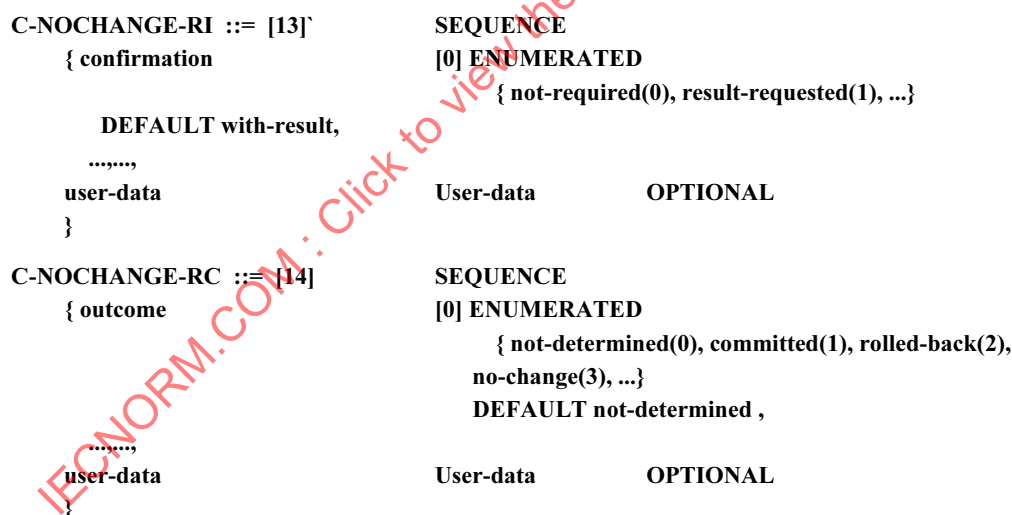 C-NOCHANGE-RI ::= [13]` SEQUENCE
{ confirmation [0] ENUMERATED
{ not-required(0), result-requested(1), ...}
DEFAULT with-result,
...,...,
user-data User-data OPTIONAL
}
C-NOCHANGE-RC ::= [14] SEQUENCE
{ outcome [0] ENUMERATED
{ not-determined(0), committed(1), rolled-back(2),
no-change(3), ...}
DEFAULT not-determined ,
...,...,
user-data User-data OPTIONAL
}
IECNORM.COM : Click to view the